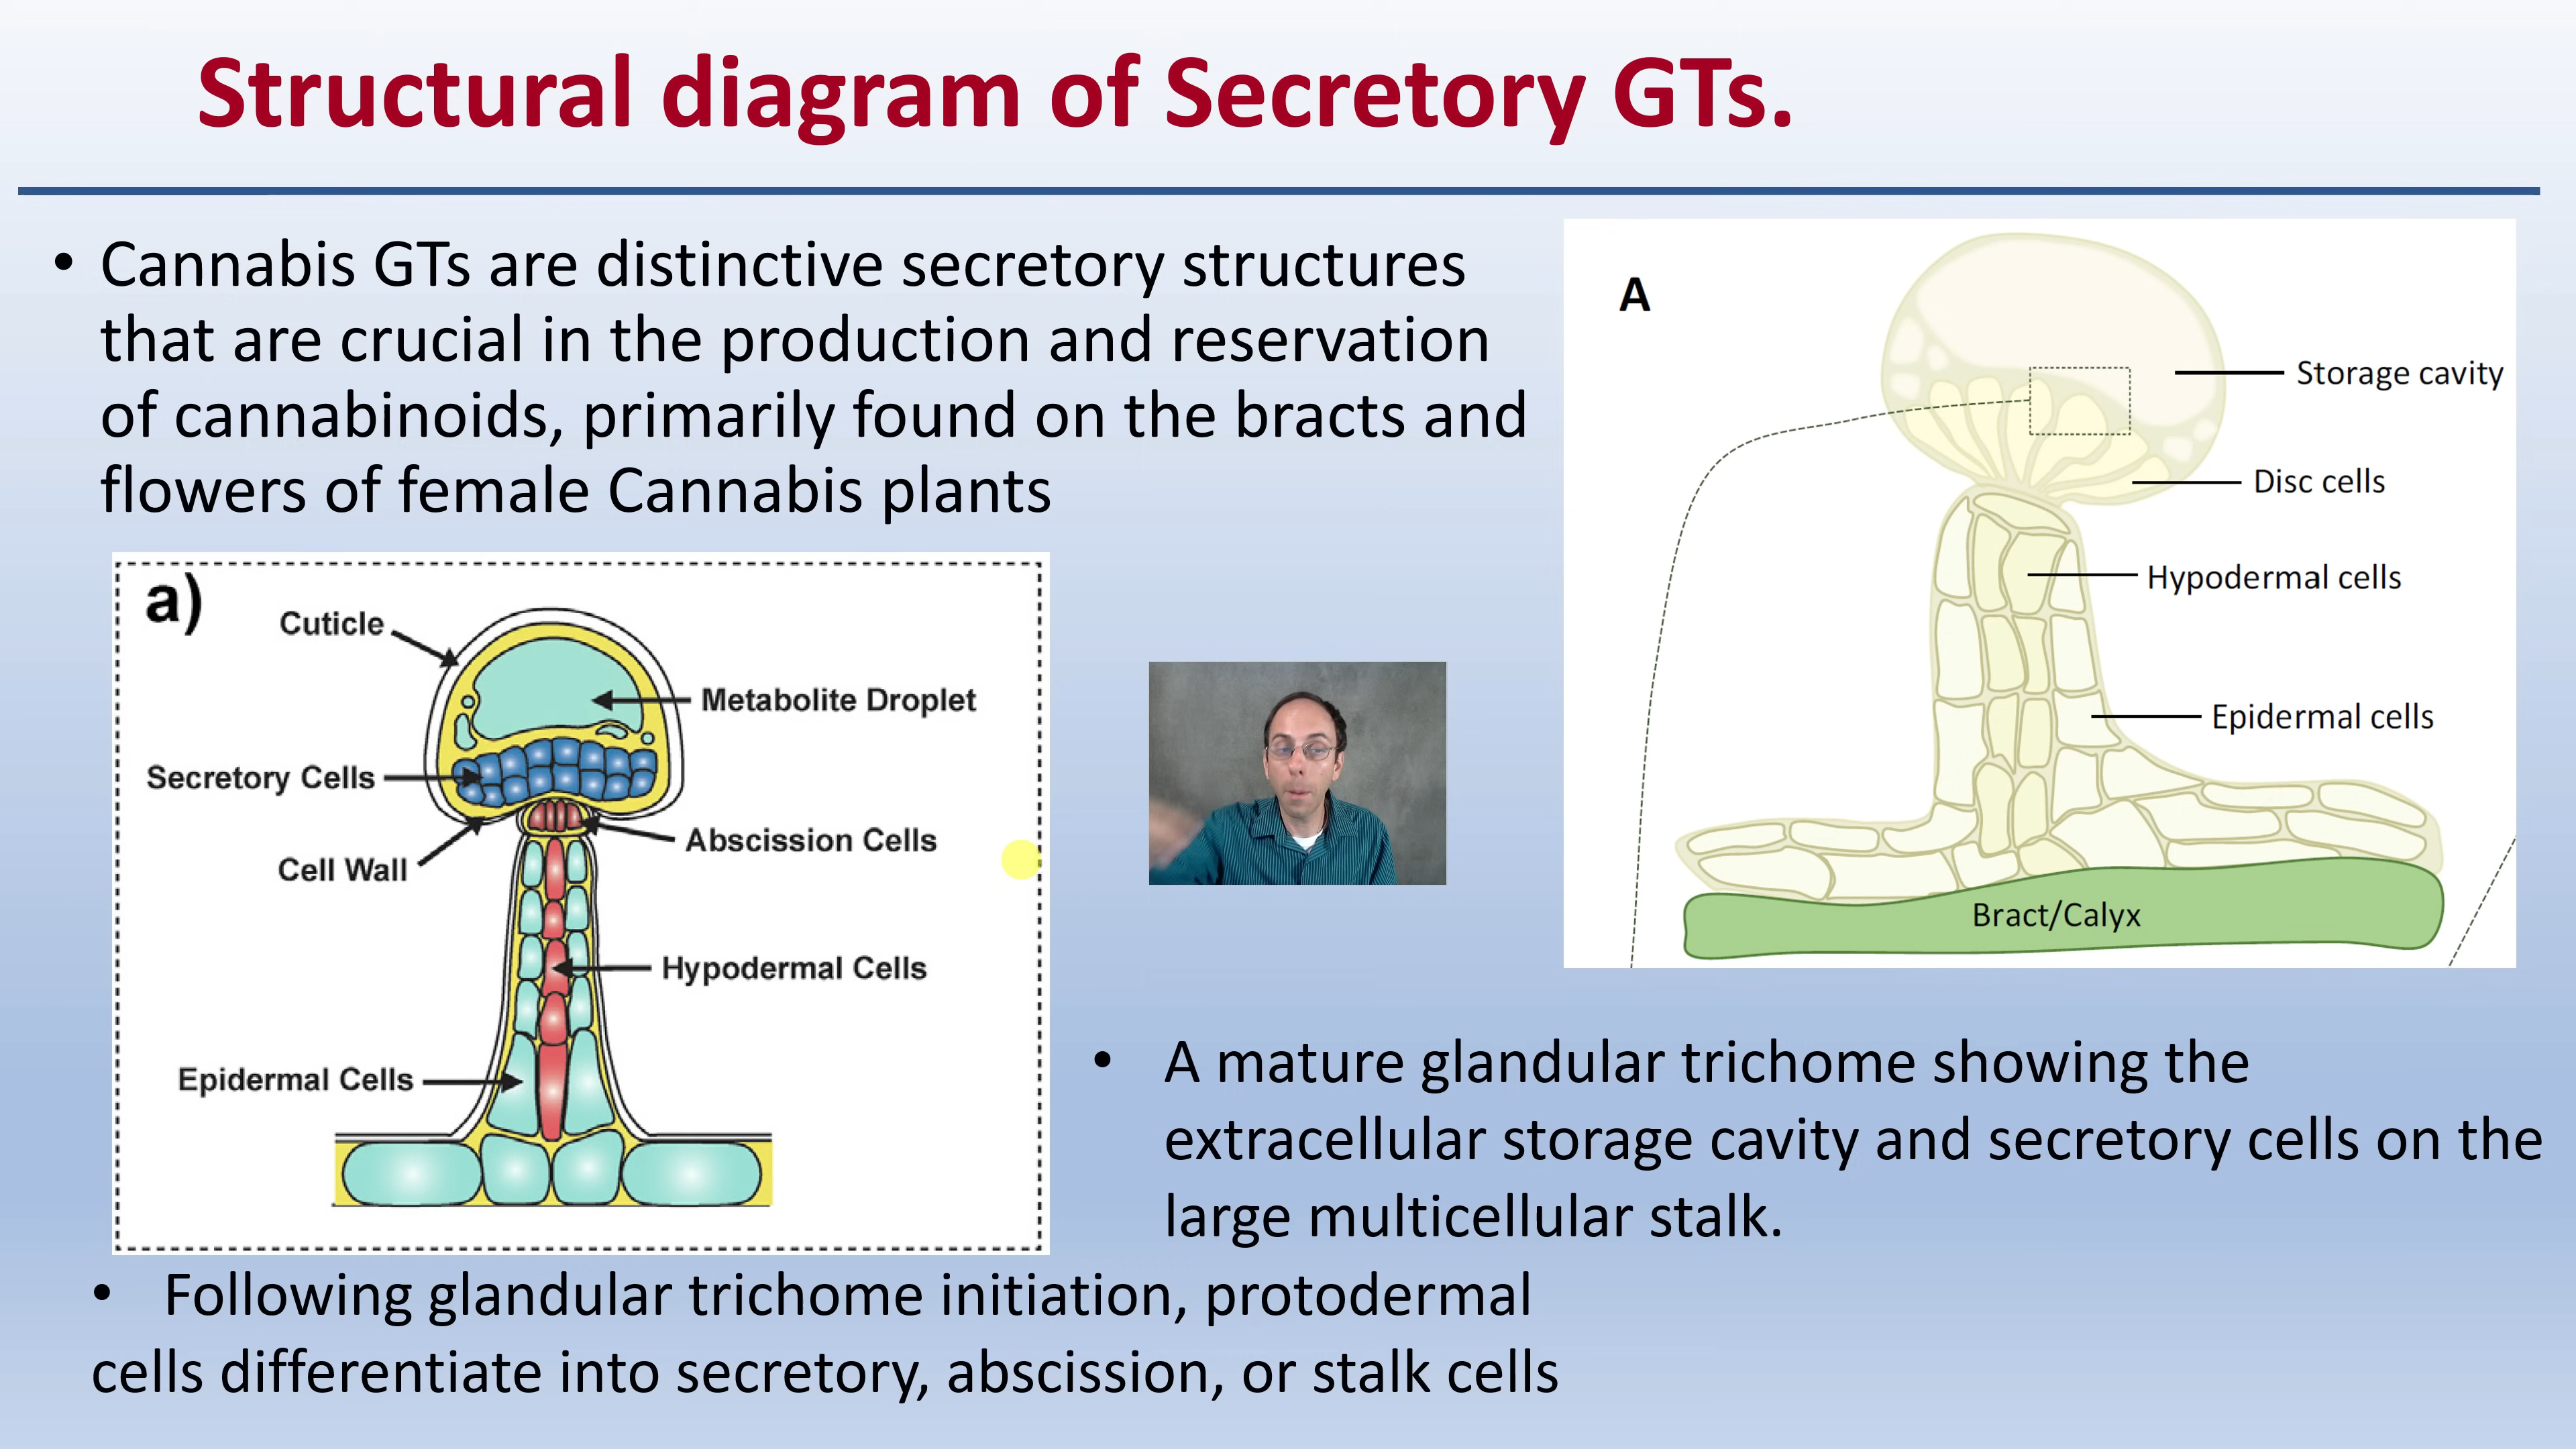 Structural diagram of Secretory GTs.
• Cannabis GTs are distinctive secretory structures
that are crucial in the production and reservation
of cannabinoids, primarily found on the bracts and
flowers of female Cannabis plants
a)
Cuticle
Metabolite Droplet
Secretory Cells
Abscission Cells
Cell Wall
Hypodermal Cells
Epidermal Cells
A
Storage cavity
Disc cells
Hypodermal cells
Epidermal cells
Bract/Calyx
• A mature glandular trichome showing the
extracellular storage cavity and secretory cells on the
large multicellular stalk.
• Following glandular trichome initiation, protodermal
cells differentiate into secretory, abscission, or stalk cells